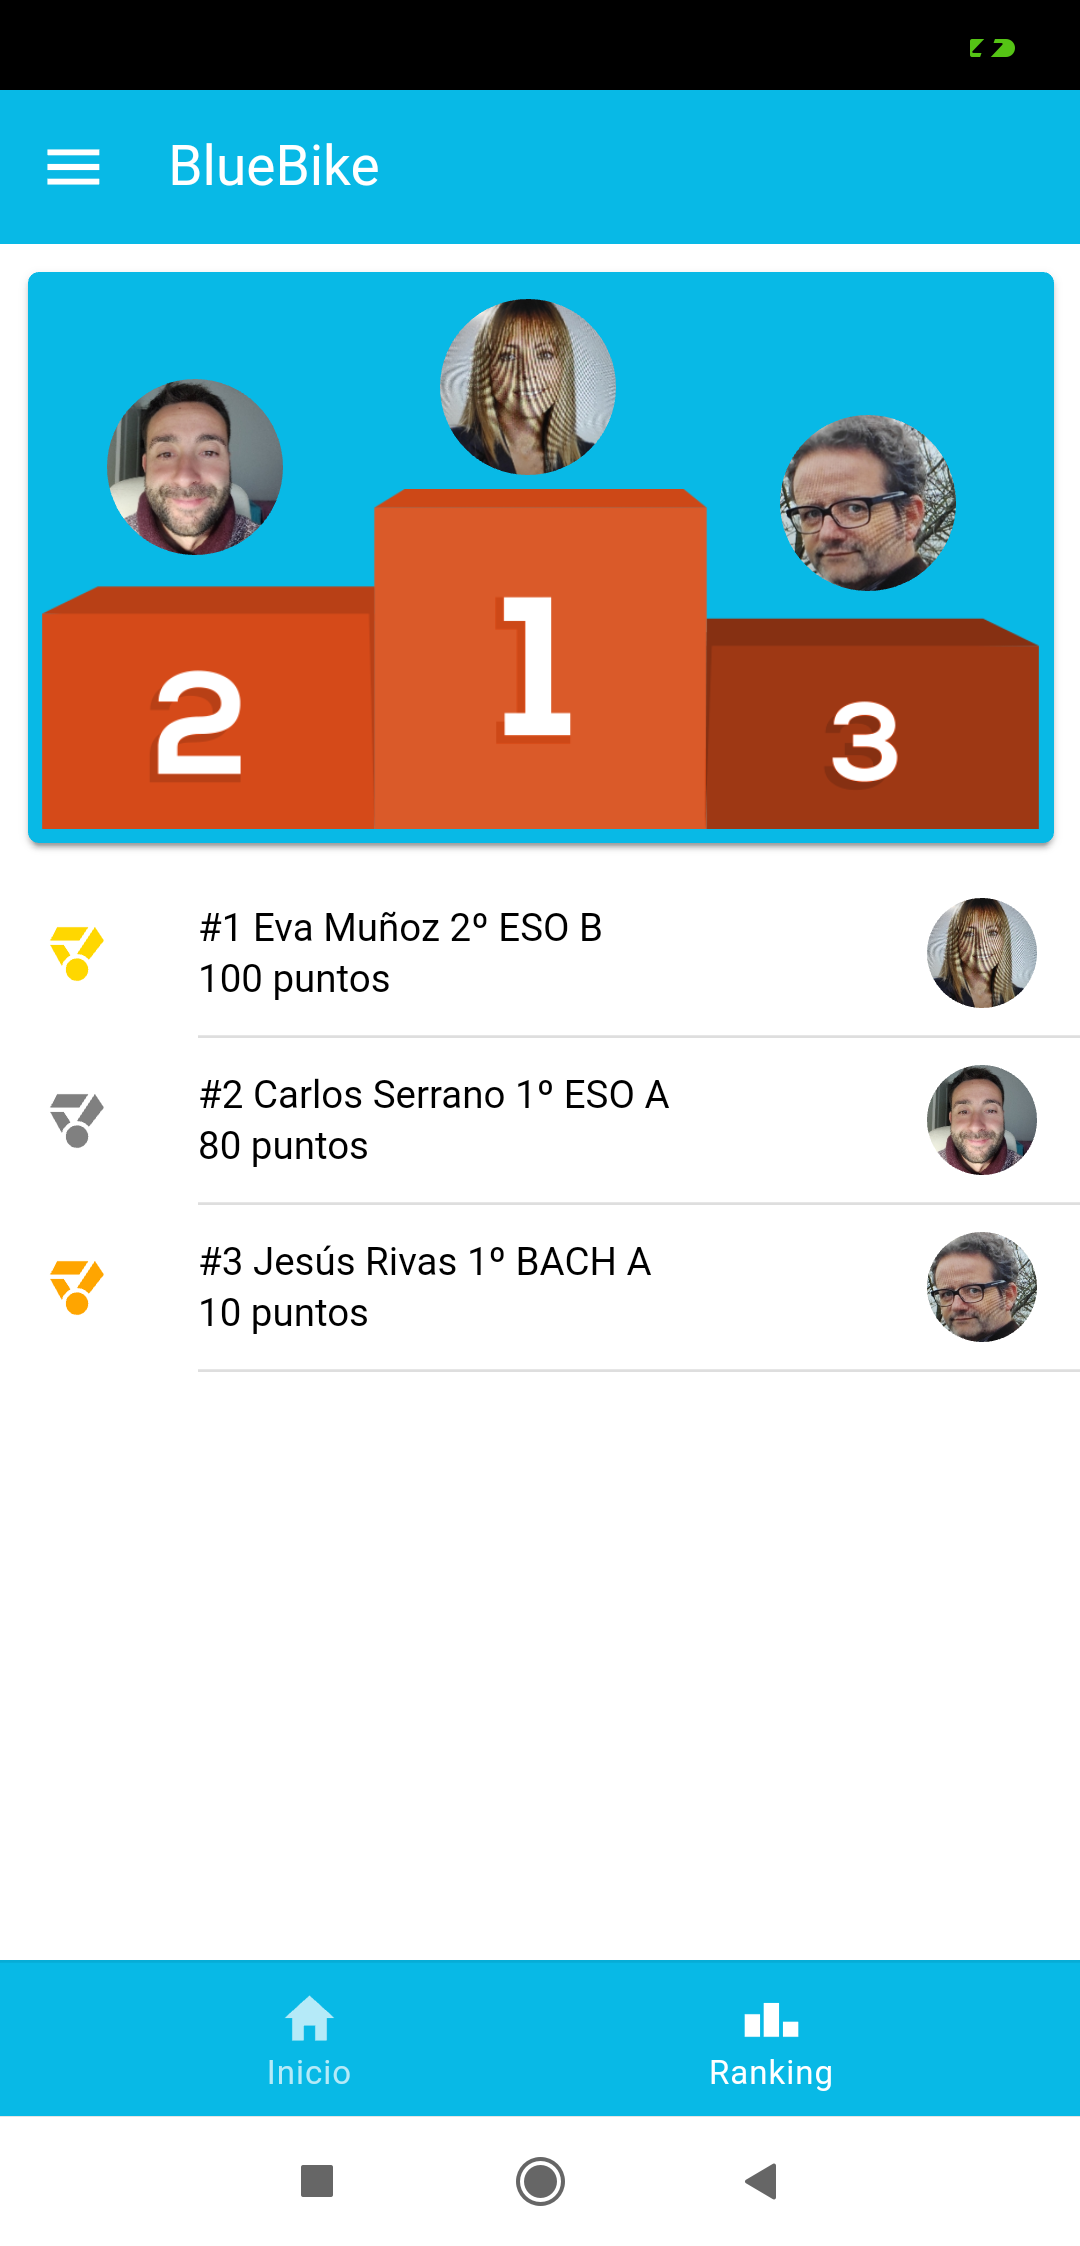 BlueBike
1
2
3
#1 Eva Muñoz 2º ESO B
100 puntos
#2 Carlos Serrano 1º ESO A
80 puntos
#3 Jesús Rivas 1º BACH A
10 puntos
Inicio
Ranking